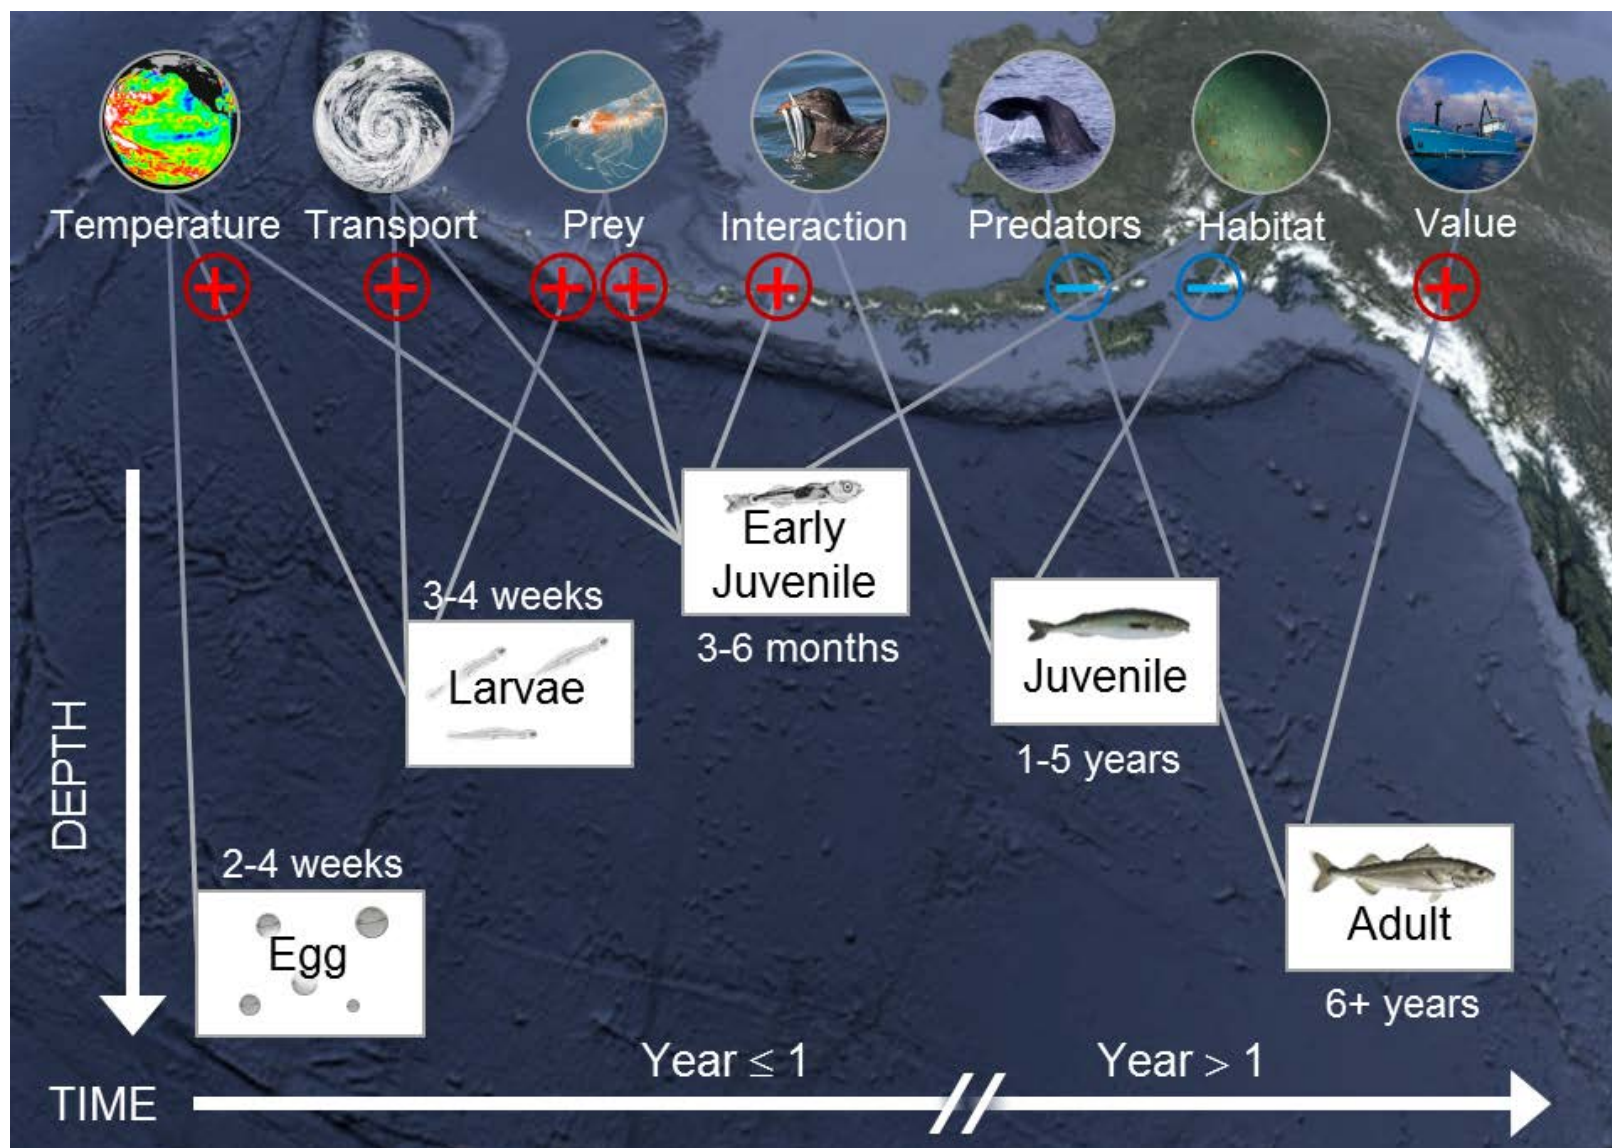 Temperature
Transport
Prey
Interaction
Predators
Habitat
Value
Early
Juvenile
3-6 months
3-4 weeks
Larvae
Juvenile
1-5 years
2-4 weeks
Egg
Adult
6+ years
DEPTH
Year ≤ 1
Year > 1
TIME